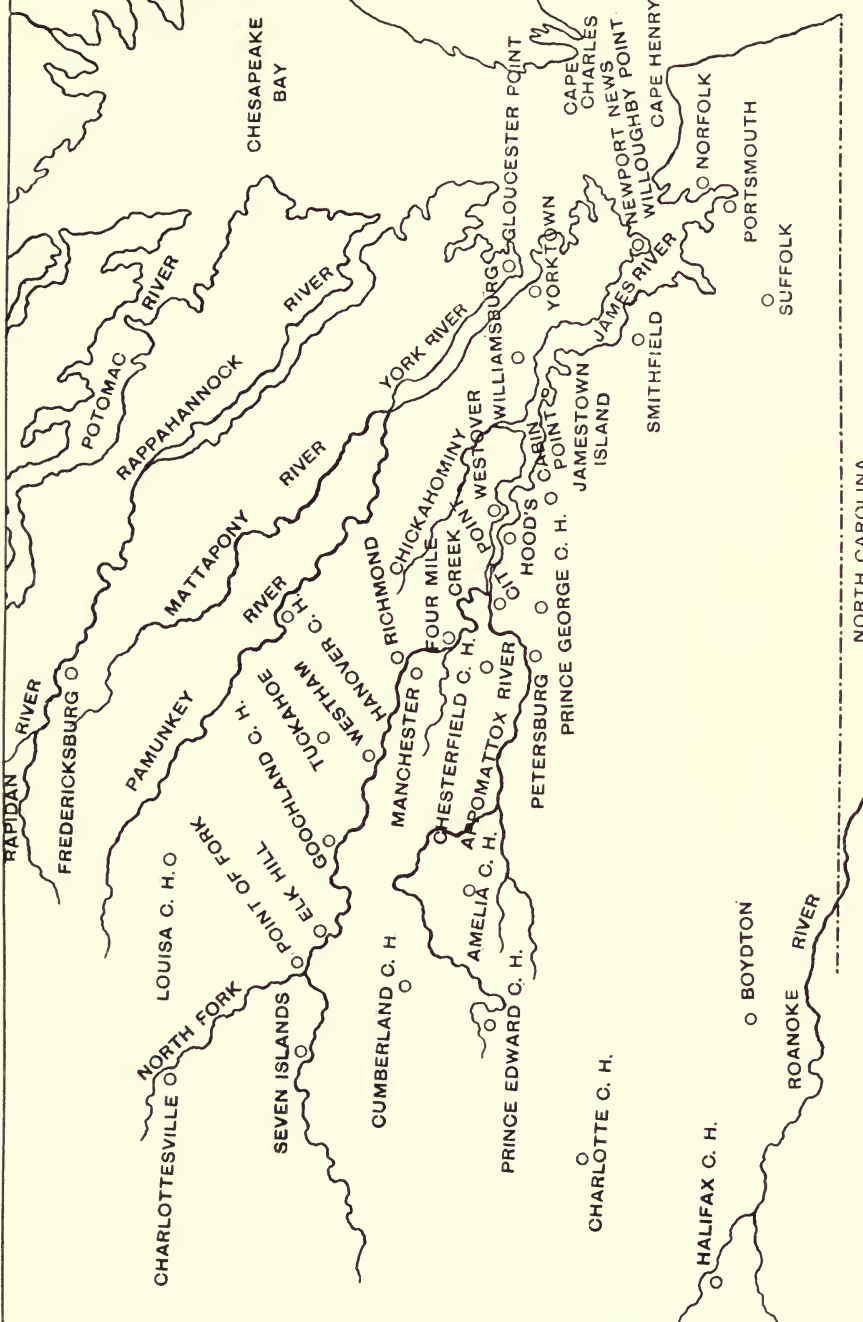 CHESAPEAKE
BAY
CAPE
CHARLES
CAPE HENRY
NEWPORT NEWS
WILLOUGHBY POINT
GLOUCESTER POINT
NORFOLK
PORTSMOUTH
SUFFOLK
YORKTOWN
WILLIAMSBURG
JAMES RIVER
SMITHFIELD
JAMESTOWN
ISLAND
CABIN
POINT
HOOD'S
WESTOVER
CIT POINT
PRINCE GEORGE C. H.
PETERSBURG
POTOMAC
RIVER
RAPPAHANNOCK
RIVER
YORK RIVER
MATTAPONY
RIVER
PAMUNKEY
RIVER
CHICKAHOMINY
RICHMOND
FOUR MILE
CREEK
HANOVER C. H.
WESTHAM
TUCKAHOE
MANCHESTER
CHESTERFIELD C. H.
APPOMATTOX RIVER
AMELIA C. H.
GOOCHLAND C. H.
ELK HILL
POINT OF FORK
RAPIDAN
RIVER
FREDERICKSBURG
LOUISA C. H.
NORTH FORK
CHARLOTTESVILLE
SEVEN ISLANDS
CUMBERLAND C. H
PRINCE EDWARD C. H.
CHARLOTTE C. H.
HALIFAX C. H.
BOYDTON
ROANOKE
RIVER
NORTH CAROLINA